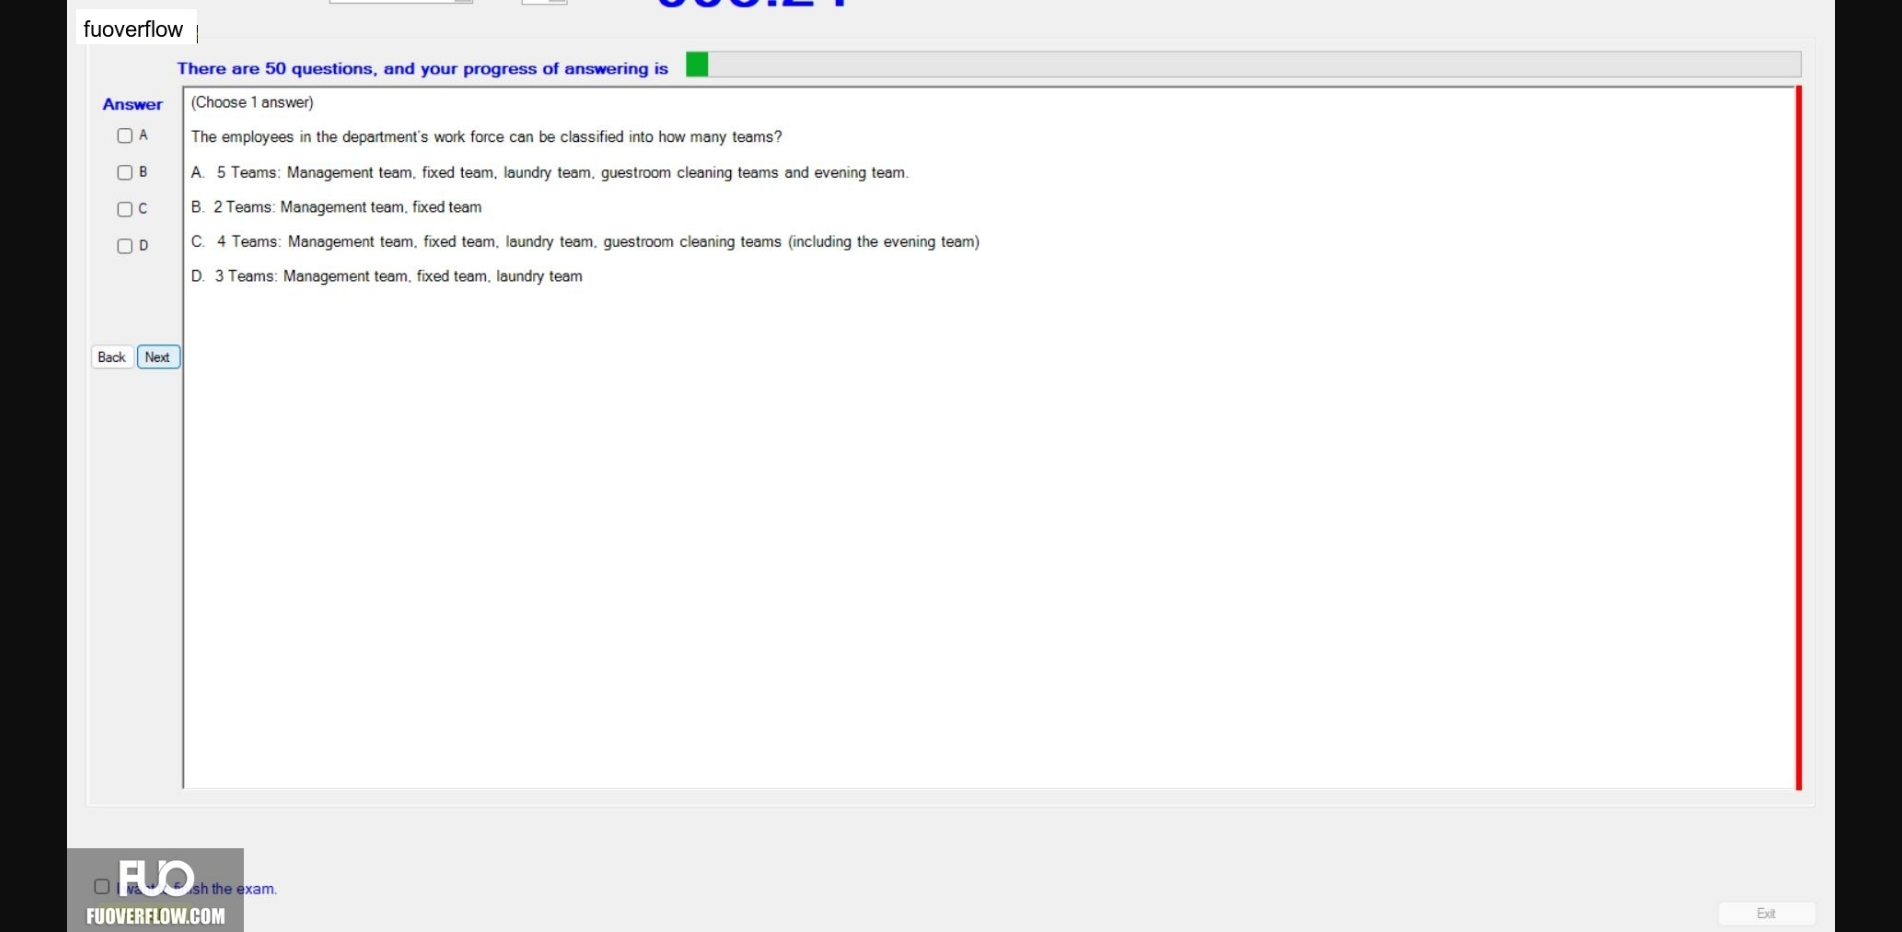 fuoverflow
There are 50 questions, and your progress of answering is
Answer
(Choose 1 answer)
A
The employees in the department's work force can be classified into how many teams?
B
A. 5 Teams: Management team, fixed team, laundry team, guestroom cleaning teams and evening team.
C
B. 2 Teams: Management team, fixed team
D
C. 4 Teams: Management team, fixed team, laundry team, guestroom cleaning teams (including the evening team)
D. 3 Teams: Management team, fixed team, laundry team
Back Next
FUO
I want finish the exam.
FUOVERFLOW.COM
Exit